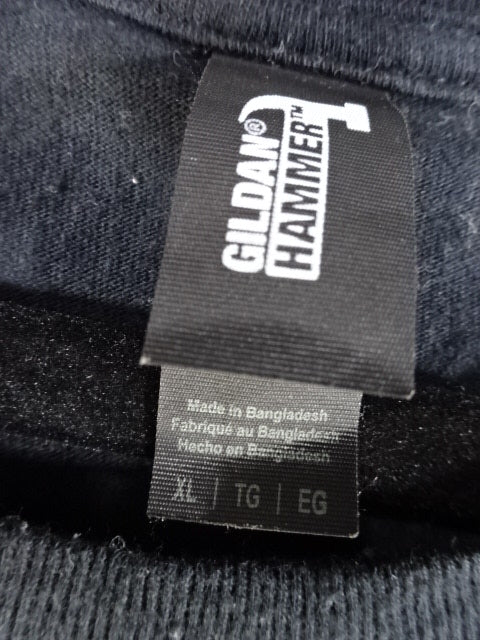 GILDAN®
HAMMER™
Made in Bangladesh
Fabriqué au Bangladesh
Hecho en Bangladesh
XL | TG | EG